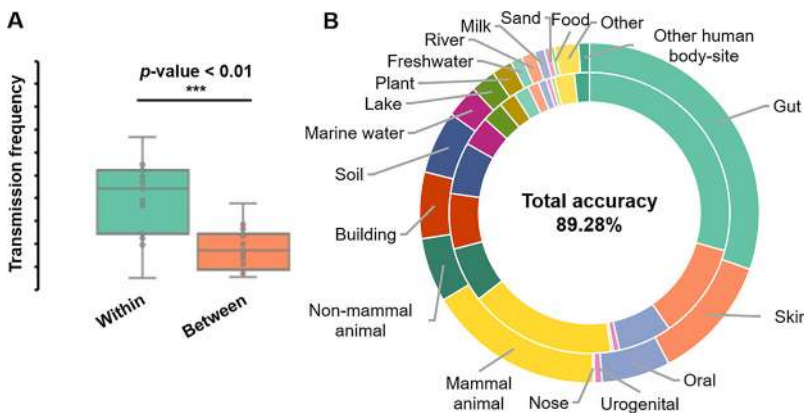 A
Transmission frequency
p-value < 0.01
***
Within
Between
B
Other human
body-site
Gut
Skin
Oral
Urogenital
Nose
Mammal
animal
Non-mammal
animal
Building
Soil
Marine water
Lake
Plant
Freshwater
River
Milk
Sand
Food
Other
Total accuracy
89.28%